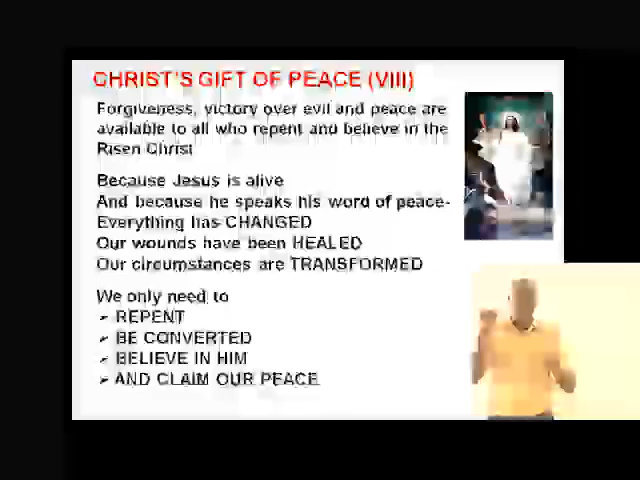 CHRIST'S GIFT OF PEACE (VIII)
Forgiveness, victory over evil and peace are
available to all who repent and believe in the
Risen Christ
Because Jesus is alive
And because he speaks his word of peace-
Everything has CHANGED
Our wounds have been HEALED
Our circumstances are TRANSFORMED
We only need to
➢ REPENT
➢ BE CONVERTED
➢ BELIEVE IN HIM
➢ AND CLAIM OUR PEACE